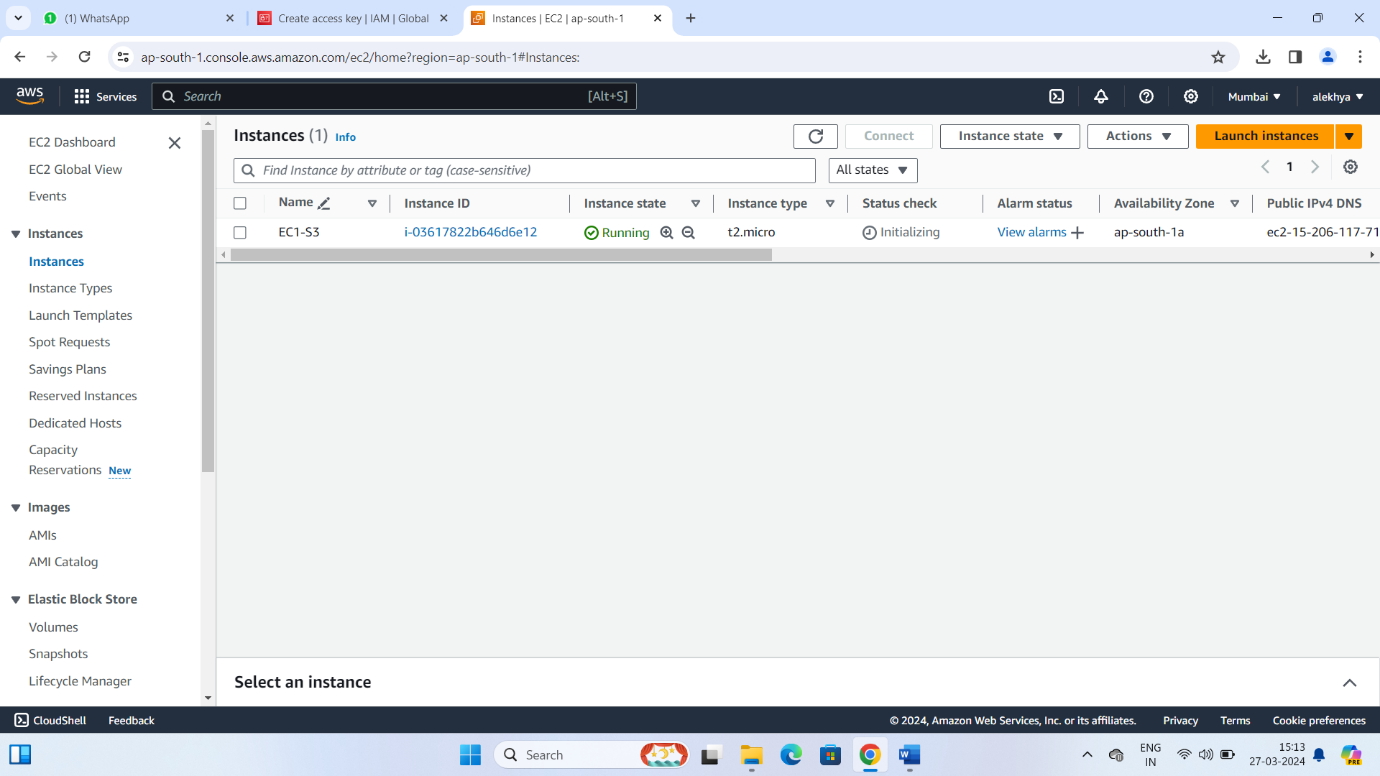 (1) WhatsApp
Create access key | IAM | Global
Instances | EC2 | ap-south-1
ap-south-1.console.aws.amazon.com/ec2/home?region=ap-south-1#Instances:
aws
Services
Search [Alt+S]
Mumbai
alekhya
EC2 Dashboard
EC2 Global View
Events
Instances
Instances
Instance Types
Launch Templates
Spot Requests
Savings Plans
Reserved Instances
Dedicated Hosts
Capacity
Reservations New
Images
AMIs
AMI Catalog
Elastic Block Store
Volumes
Snapshots
Lifecycle Manager
Instances (1) Info
Connect
Instance state
Actions
Launch instances
Find Instance by attribute or tag (case-sensitive)
All states
1
Name Instance ID Instance state Instance type Status check Alarm status Availability Zone Public IPv4 DNS
EC1-S3 i-03617822b646d6e12 Running t2.micro Initializing View alarms ap-south-1a ec2-15-206-117-71
Select an instance
CloudShell Feedback © 2024, Amazon Web Services, Inc. or its affiliates. Privacy Terms Cookie preferences
Search
W
PRE
ENG
IN
15:13
27-03-2024